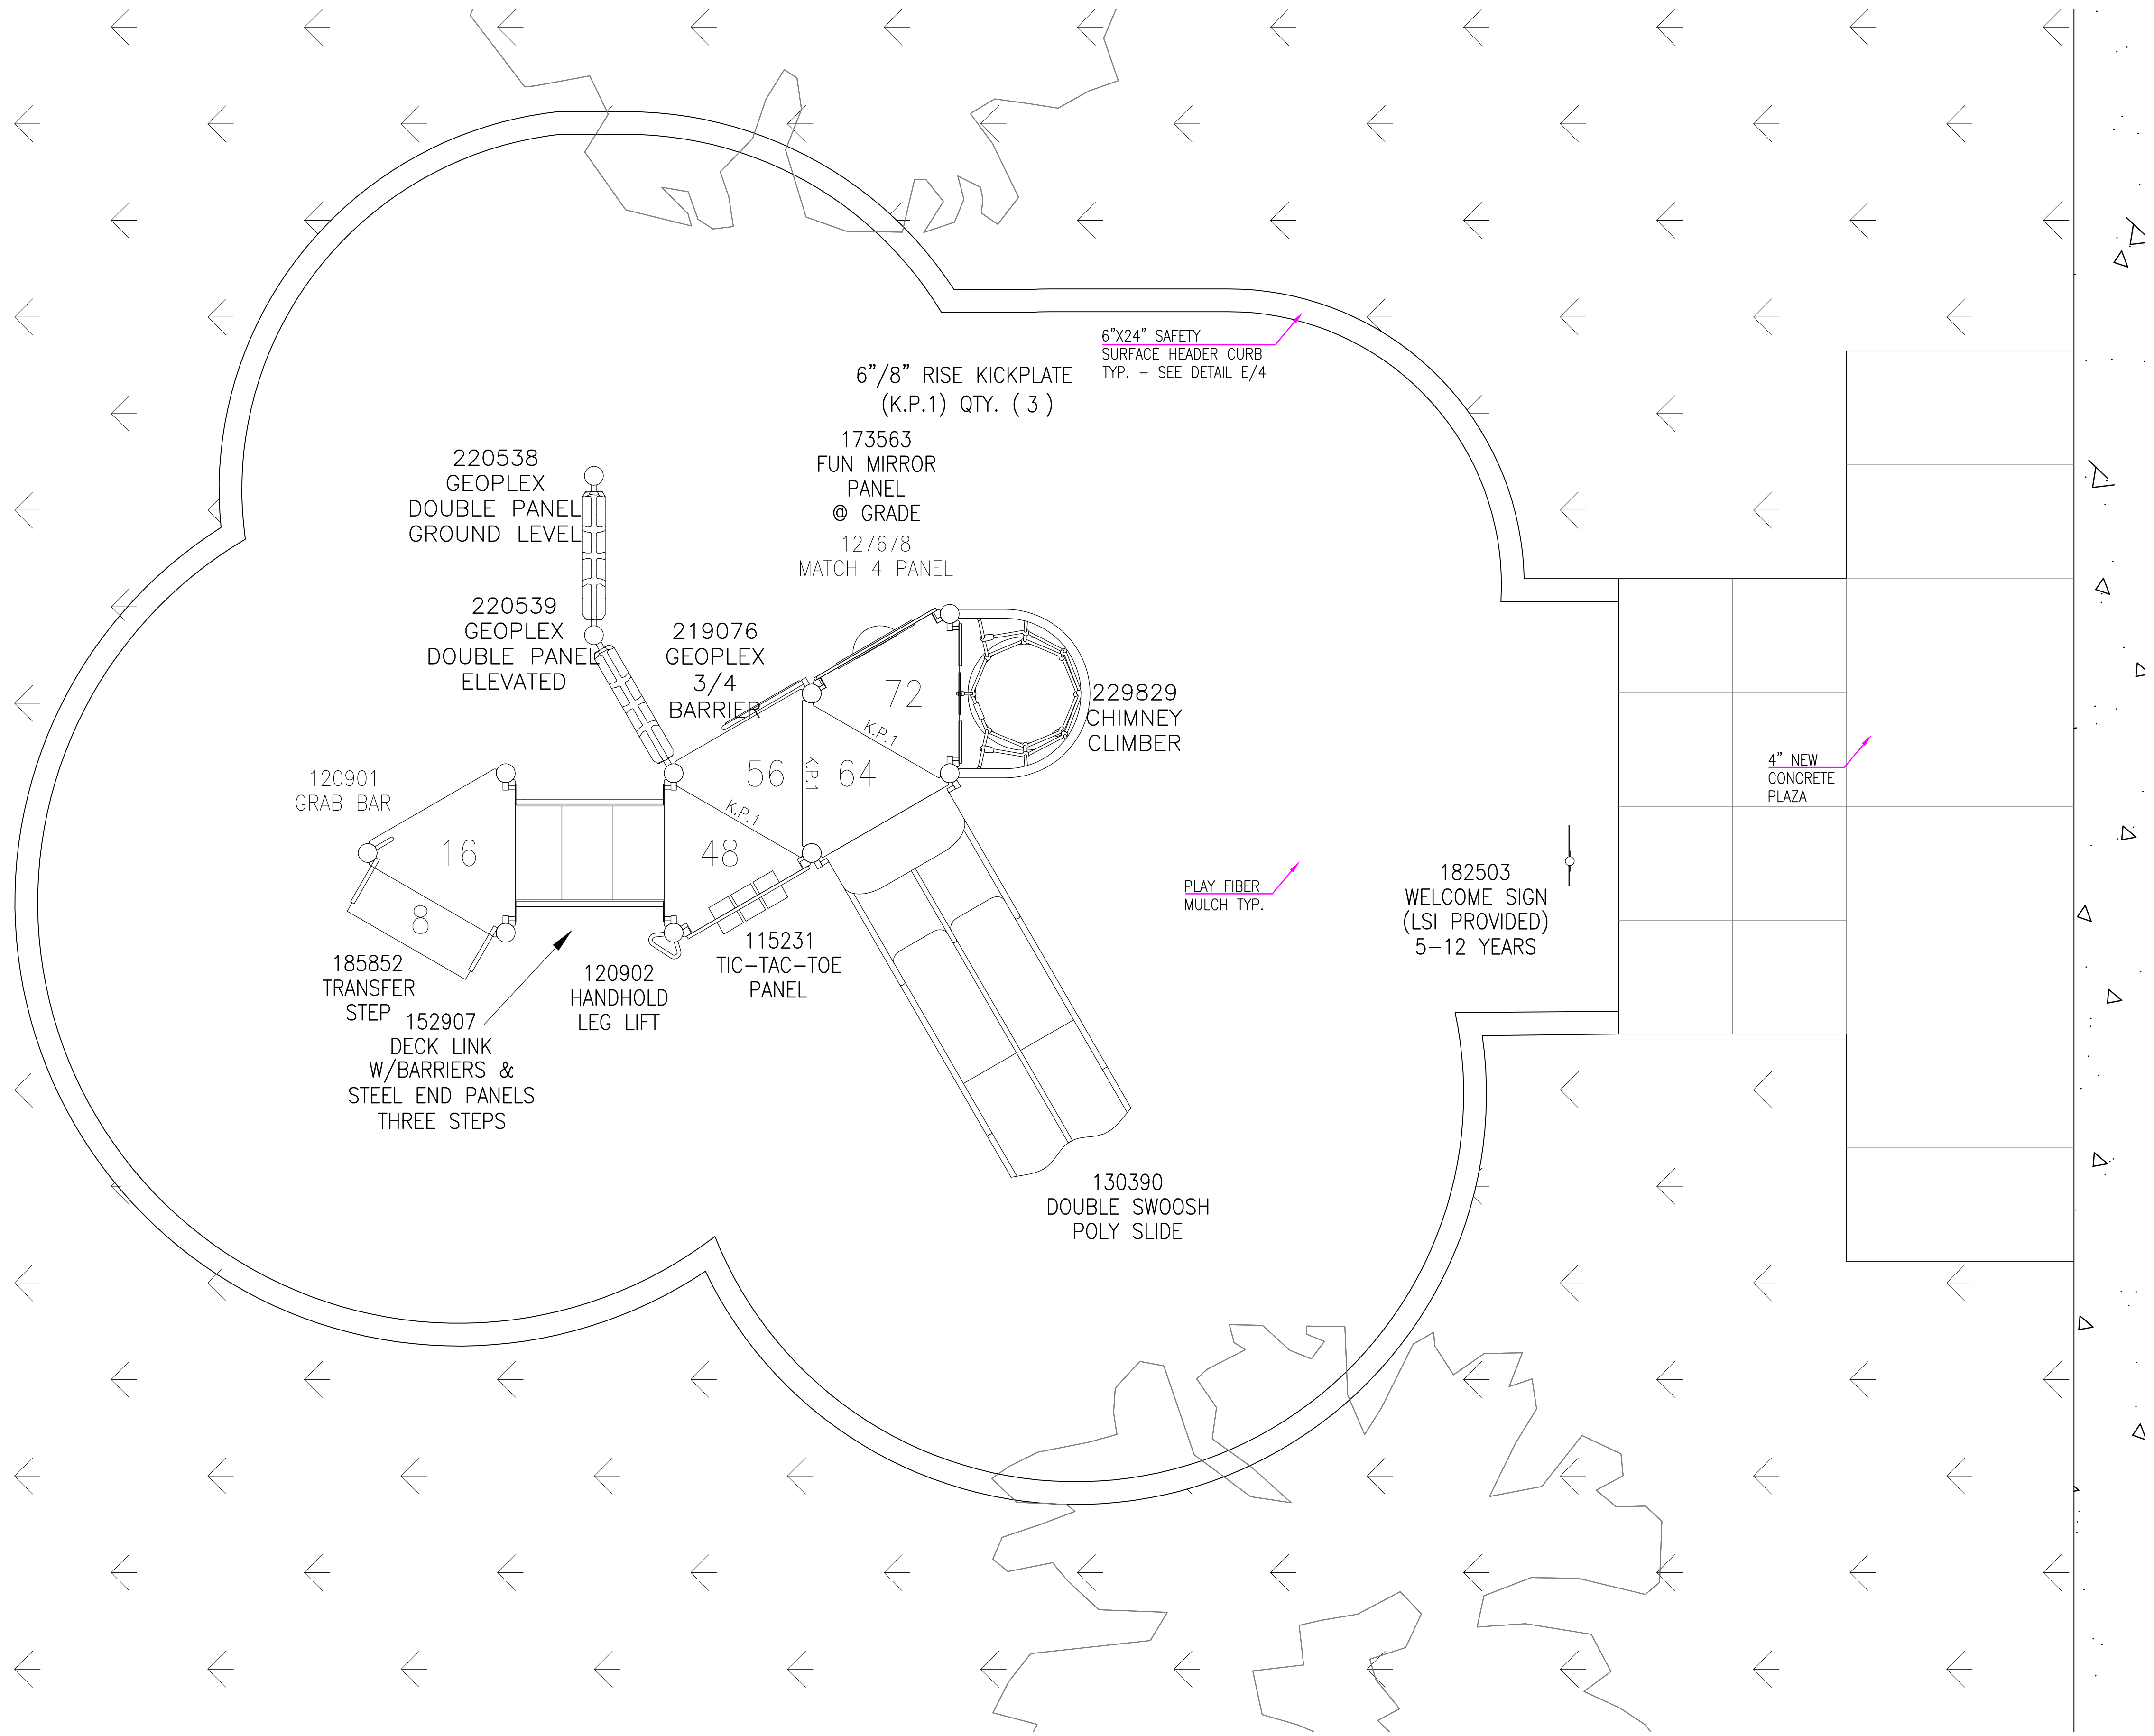 6"X24" SAFETY
SURFACE HEADER CURB
TYP. – SEE DETAIL E/4
6"/8" RISE KICKPLATE
(K.P.1) QTY. ( 3 )
173563
FUN MIRROR
PANEL
@ GRADE
127678
MATCH 4 PANEL
220538
GEOPLEX
DOUBLE PANEL
GROUND LEVEL
220539
GEOPLEX
DOUBLE PANEL
ELEVATED
219076
GEOPLEX
3/4
BARRIER
229829
CHIMNEY
CLIMBER
72
K.P.1
64
K.P.1
56
K.P.1
48
16
8
120901
GRAB BAR
4" NEW
CONCRETE
PLAZA
182503
WELCOME SIGN
(LSI PROVIDED)
5–12 YEARS
PLAY FIBER
MULCH TYP.
185852
TRANSFER
STEP
152907
DECK LINK
W/BARRIERS &
STEEL END PANELS
THREE STEPS
120902
HANDHOLD
LEG LIFT
115231
TIC–TAC–TOE
PANEL
130390
DOUBLE SWOOSH
POLY SLIDE